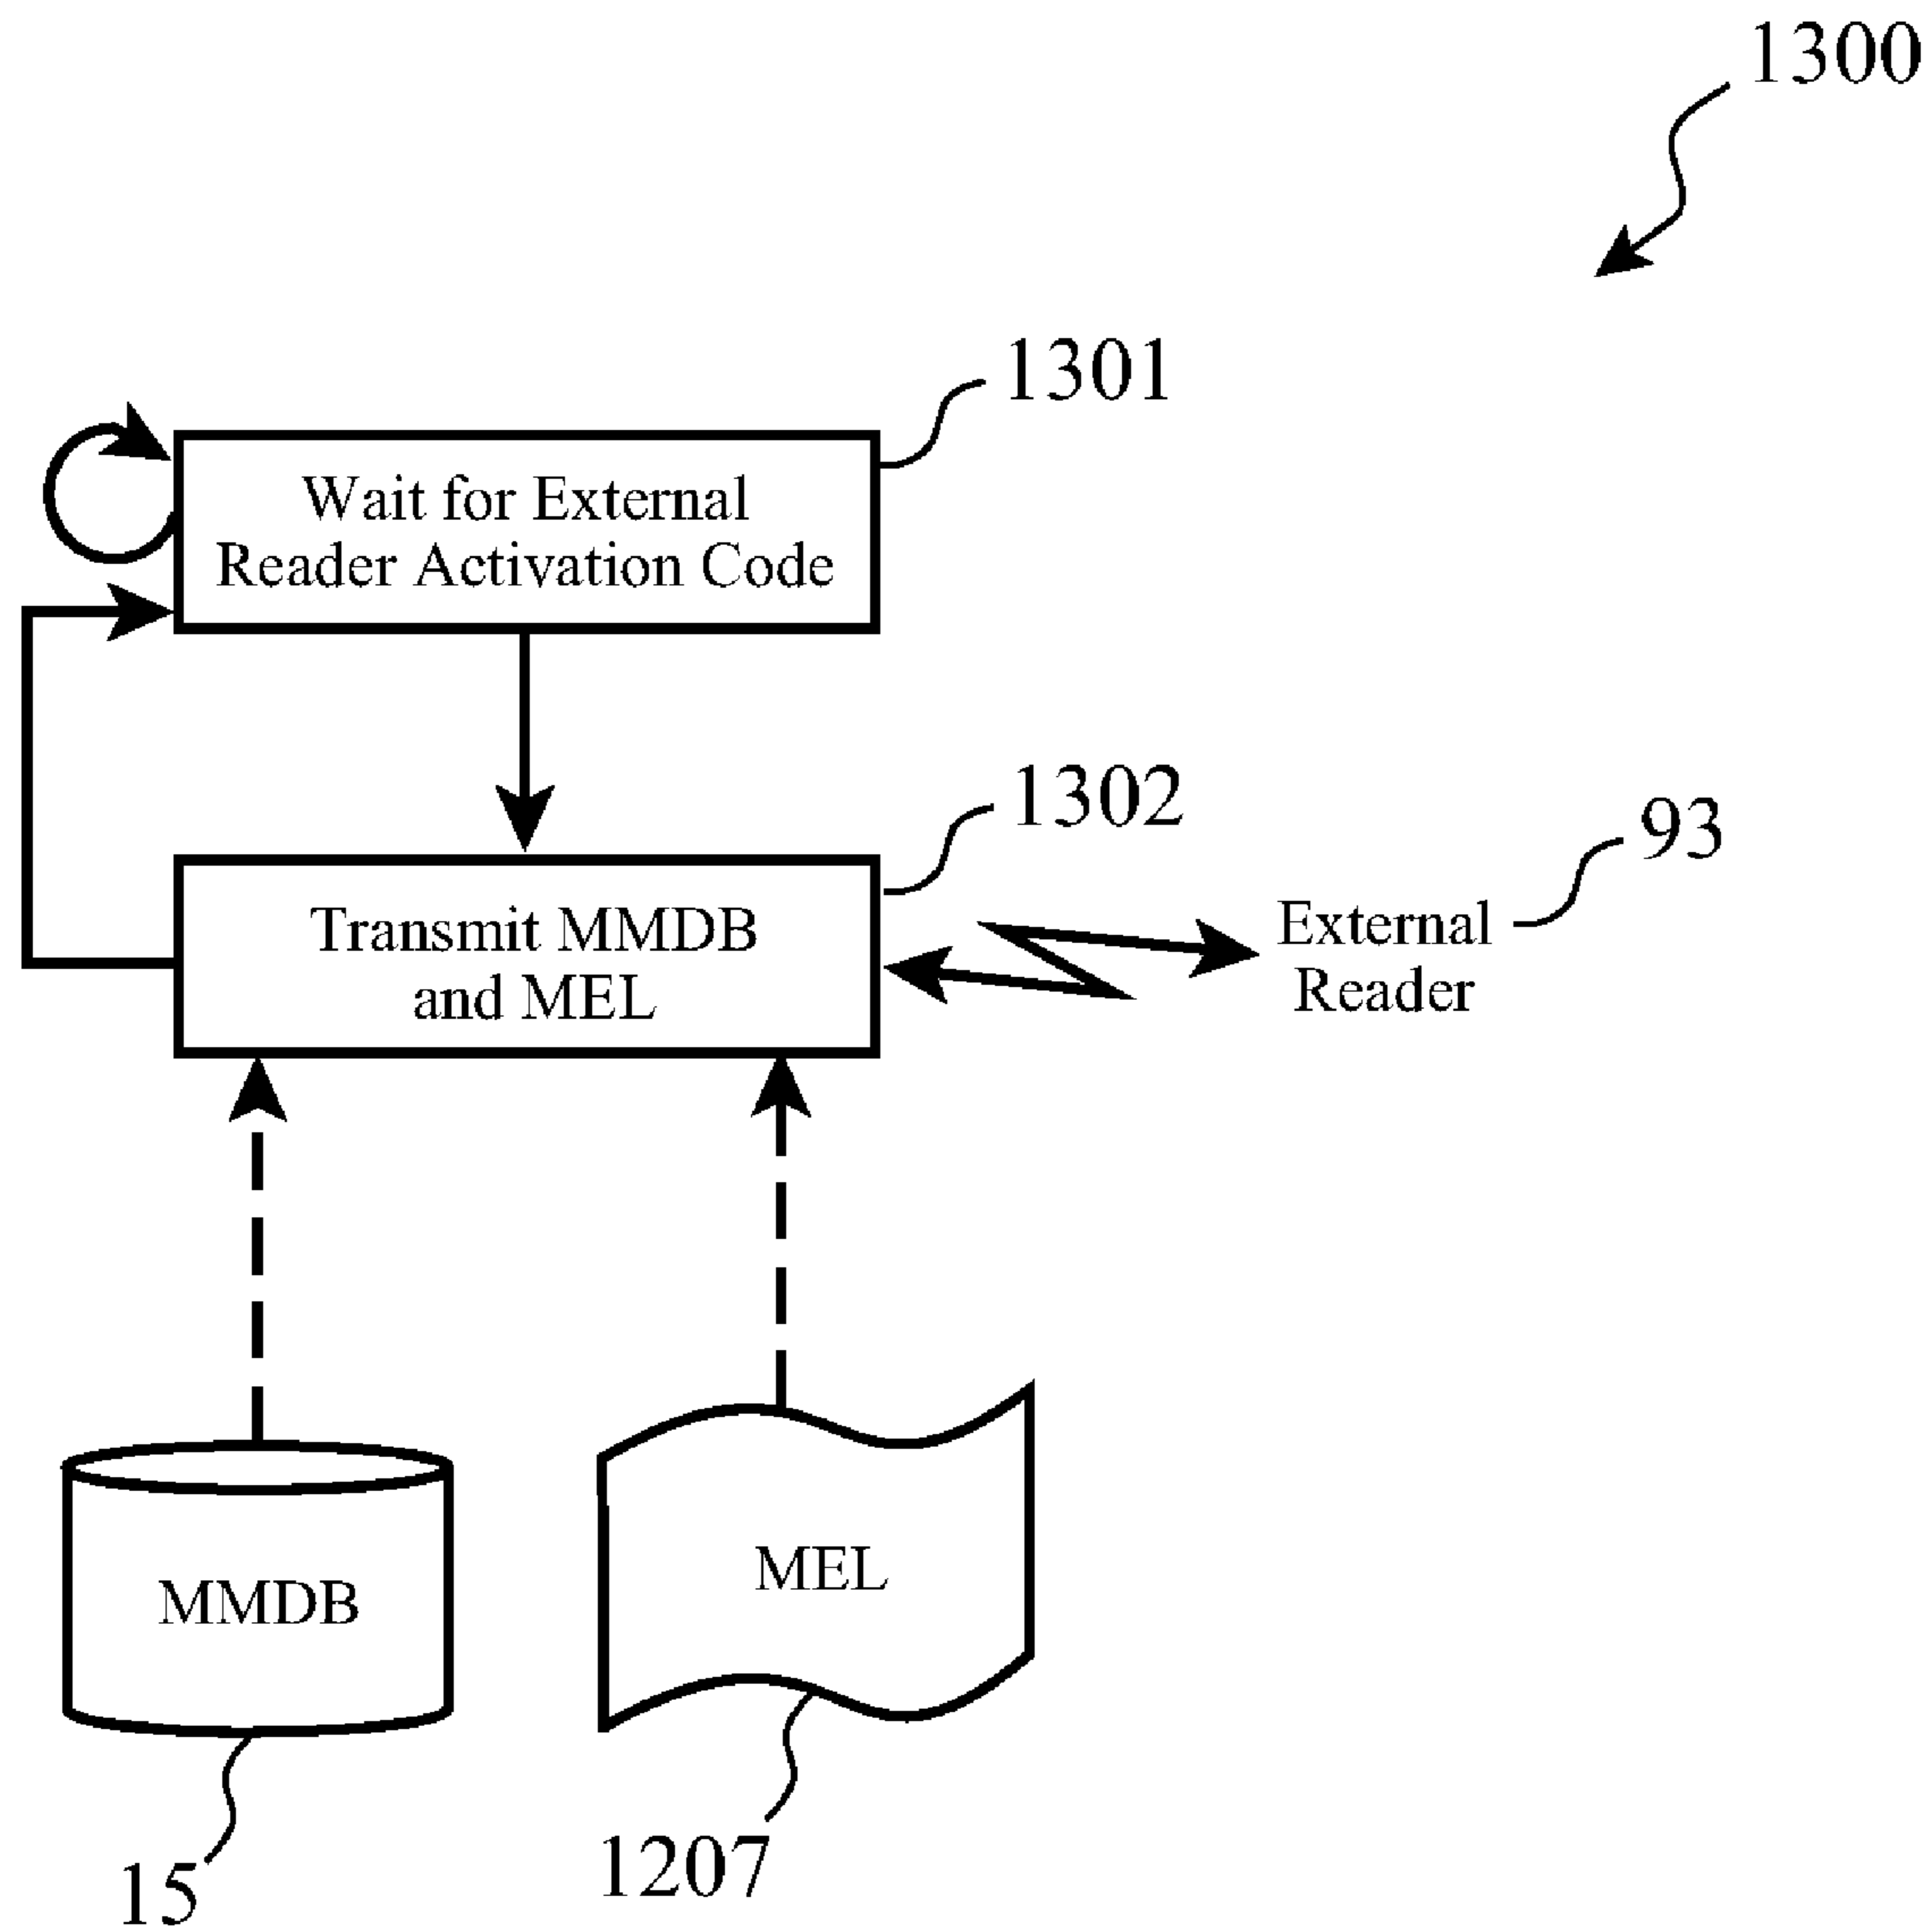 1300
1301
Wait for External
Reader Activation Code
1302
93
Transmit MMDB
and MEL
External
Reader
MMDB
MEL
15
1207